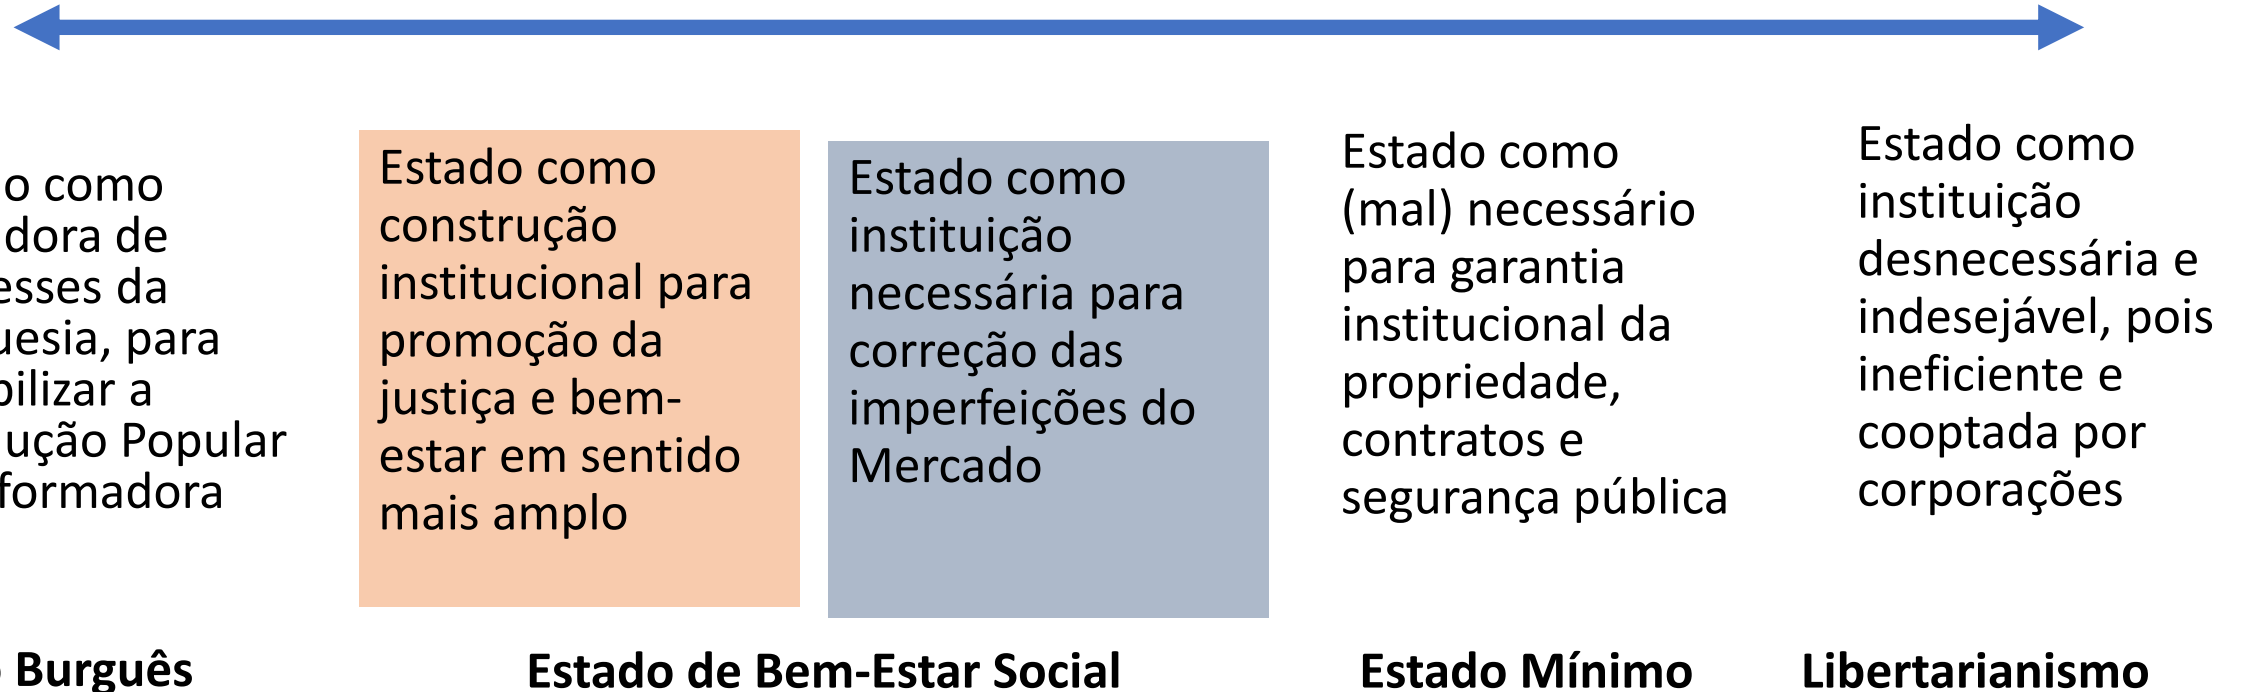 o como
dora de
esses da
uesia, para
bilizar a
lução Popular
formadora
Estado como
construção
institucional para
promoção da
justiça e bem-
estar em sentido
mais amplo
Estado como
instituição
necessária para
correção das
imperfeições do
Mercado
Estado como
(mal) necessário
para garantia
institucional da
propriedade,
contratos e
segurança pública
Estado como
instituição
desnecessária e
indesejável, pois
ineficiente e
cooptada por
corporações
Burguês
Estado de Bem-Estar Social
Estado Mínimo
Libertarianismo